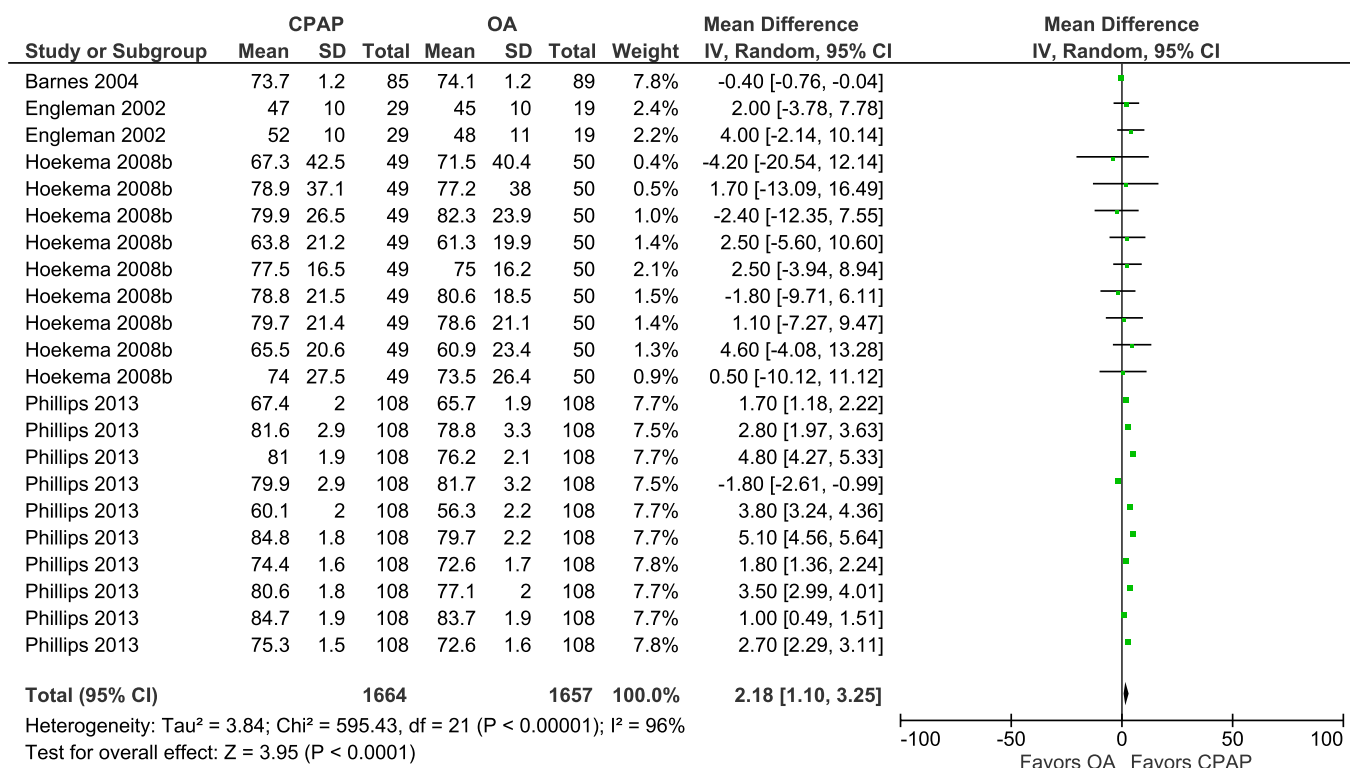 CPAP OA Mean Difference Mean Difference
Study or Subgroup Mean SD Total Mean SD Total Weight IV, Random, 95% CI IV, Random, 95% CI
Barnes 2004 73.7 1.2 85 74.1 1.2 89 7.8% -0.40 [-0.76, -0.04]
Engleman 2002 47 10 29 45 10 19 2.4% 2.00 [-3.78, 7.78]
Engleman 2002 52 10 29 48 11 19 2.2% 4.00 [-2.14, 10.14]
Hoekema 2008b 67.3 42.5 49 71.5 40.4 50 0.4% -4.20 [-20.54, 12.14]
Hoekema 2008b 78.9 37.1 49 77.2 38 50 0.5% 1.70 [-13.09, 16.49]
Hoekema 2008b 79.9 26.5 49 82.3 23.9 50 1.0% -2.40 [-12.35, 7.55]
Hoekema 2008b 63.8 21.2 49 61.3 19.9 50 1.4% 2.50 [-5.60, 10.60]
Hoekema 2008b 77.5 16.5 49 75 16.2 50 2.1% 2.50 [-3.94, 8.94]
Hoekema 2008b 78.8 21.5 49 80.6 18.5 50 1.5% -1.80 [-9.71, 6.11]
Hoekema 2008b 79.7 21.4 49 78.6 21.1 50 1.4% 1.10 [-7.27, 9.47]
Hoekema 2008b 65.5 20.6 49 60.9 23.4 50 1.3% 4.60 [-4.08, 13.28]
Hoekema 2008b 74 27.5 49 73.5 26.4 50 0.9% 0.50 [-10.12, 11.12]
Phillips 2013 67.4 2 108 65.7 1.9 108 7.7% 1.70 [1.18, 2.22]
Phillips 2013 81.6 2.9 108 78.8 3.3 108 7.5% 2.80 [1.97, 3.63]
Phillips 2013 81 1.9 108 76.2 2.1 108 7.7% 4.80 [4.27, 5.33]
Phillips 2013 79.9 2.9 108 81.7 3.2 108 7.5% -1.80 [-2.61, -0.99]
Phillips 2013 60.1 2 108 56.3 2.2 108 7.7% 3.80 [3.24, 4.36]
Phillips 2013 84.8 1.8 108 79.7 2.2 108 7.7% 5.10 [4.56, 5.64]
Phillips 2013 74.4 1.6 108 72.6 1.7 108 7.8% 1.80 [1.36, 2.24]
Phillips 2013 80.6 1.8 108 77.1 2 108 7.7% 3.50 [2.99, 4.01]
Phillips 2013 84.7 1.9 108 83.7 1.9 108 7.7% 1.00 [0.49, 1.51]
Phillips 2013 75.3 1.5 108 72.6 1.6 108 7.8% 2.70 [2.29, 3.11]
Total (95% CI) 1664 1657 100.0% 2.18 [1.10, 3.25]
Heterogeneity: Tau² = 3.84; Chi² = 595.43, df = 21 (P < 0.00001); I² = 96%
Test for overall effect: Z = 3.95 (P < 0.0001)
-100 -50 0 50 100
Favors OA Favors CPAP